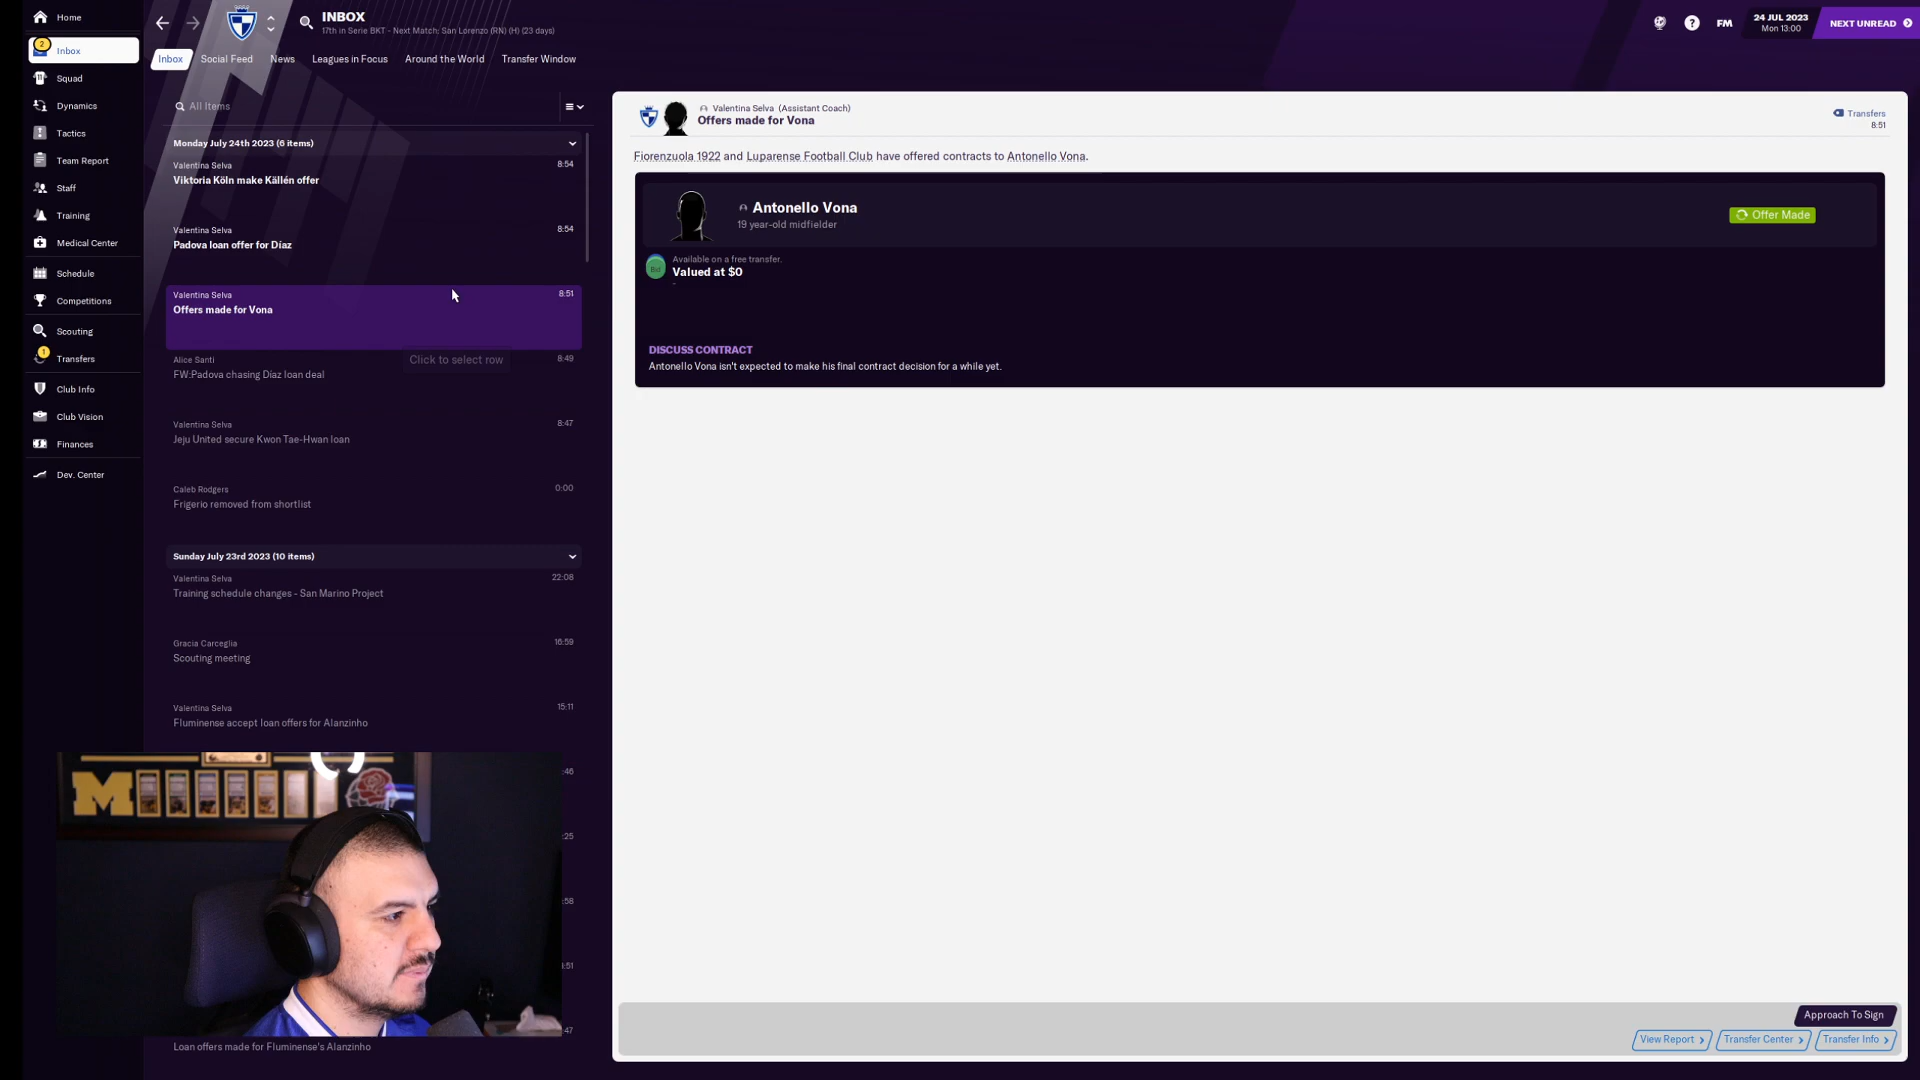 Home
2
Inbox
Squad
Dynamics
Tactics
Team Report
Staff
Training
Medical Center
Schedule
Competitions
Scouting
1
Transfers
Club Info
Club Vision
Finances
Dev. Center
INBOX
17th in Serie BKT - Next Match: San Lorenzo (RN) (H) (23 days)
FM
24 JUL 2023
Mon 13:00
NEXT UNREAD
Inbox
Social Feed
News
Leagues in Focus
Around the World
Transfer Window
All Items
Monday July 24th 2023 (6 items)
Valentina Selva 8:54
Viktoria Köln make Källén offer
Valentina Selva 8:54
Padova loan offer for Díaz
Valentina Selva 8:51
Offers made for Vona
Click to select row
Alice Santi 8:49
FW:Padova chasing Díaz loan deal
Valentina Selva 8:47
Jeju United secure Kwon Tae-Hwan loan
Caleb Rodgers 0:00
Frigerio removed from shortlist
Sunday July 23rd 2023 (10 items)
Valentina Selva 22:08
Training schedule changes - San Marino Project
Gracia Carceglia 16:59
Scouting meeting
Valentina Selva 15:11
Fluminense accept loan offers for Alanzinho
:46
:25
:58
:51
:47
Loan offers made for Fluminense's Alanzinho
M
Valentina Selva (Assistant Coach)
Offers made for Vona
Transfers
8:51
Fiorenzuola 1922 and Luparense Football Club have offered contracts to Antonello Vona.
Antonello Vona
19 year-old midfielder
Offer Made
Bid
Available on a free transfer.
Valued at $0
-
DISCUSS CONTRACT
Antonello Vona isn't expected to make his final contract decision for a while yet.
Approach To Sign
View Report
Transfer Center
Transfer Info